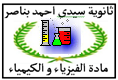 ثانوية سيدي احمد بناصر
مادة الفيزياء و الكيمياء